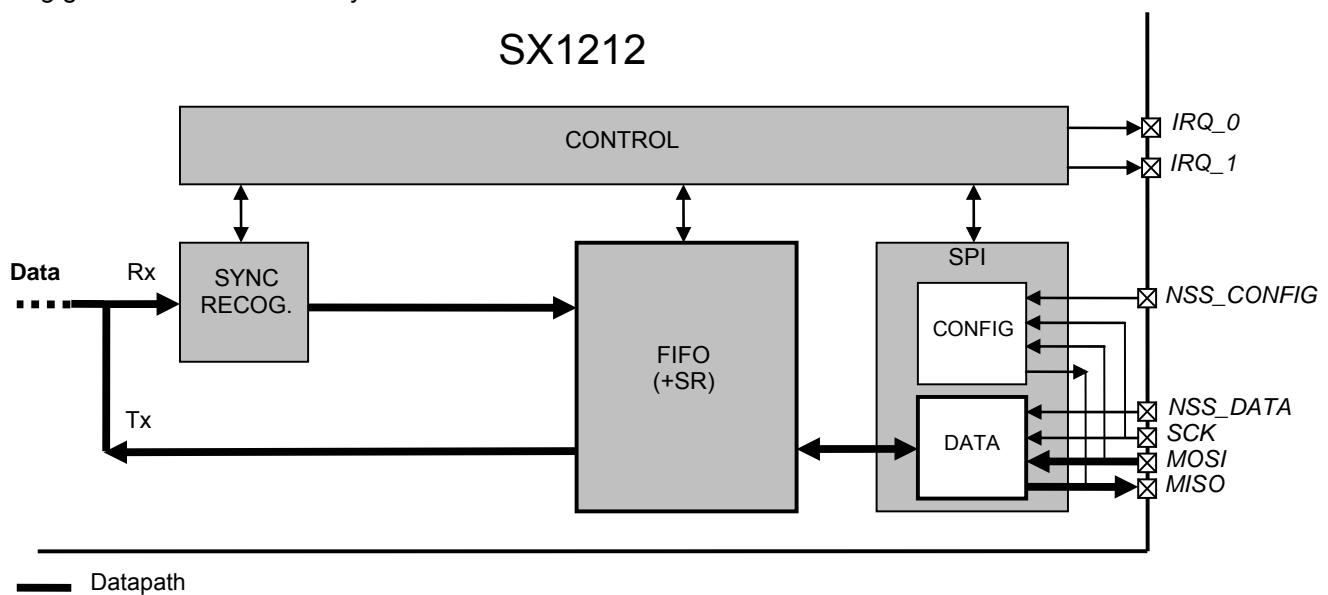 SX1212
CONTROL
IRQ_0
IRQ_1
SPI
Data
Rx
SYNC
RECOG.
NSS_CONFIG
CONFIG
FIFO
(+SR)
Tx
NSS_DATA
SCK
DATA
MOSI
MISO
Datapath